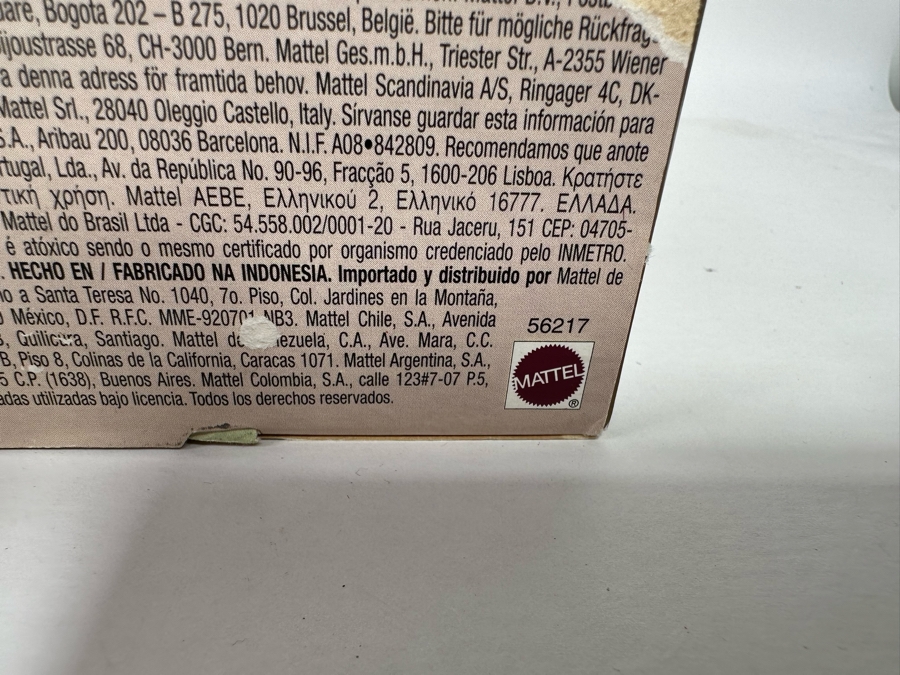 are, Bogota 202 – B 275, 1020 Brussel, België. Bitte für mögliche Rückfrag
ijoustrasse 68, CH-3000 Bern. Mattel Ges.m.b.H., Triester Str., A-2355 Wiener
a denna adress för framtida behov. Mattel Scandinavia A/S, Ringager 4C, DK-
Mattel Srl., 28040 Oleggio Castello, Italy. Sírvanse guardar esta información para
S.A., Aribau 200, 08036 Barcelona. N.I.F. A08•842809. Recomendamos que anote
rtugal, Lda., Av. da República No. 90-96, Fracção 5, 1600-206 Lisboa. Κρατήστε
τική χρήση. Mattel AEBE, Ελληνικού 2, Ελληνικό 16777. ΕΛΛΑΔΑ.
Mattel do Brasil Ltda - CGC: 54.558.002/0001-20 - Rua Jaceru, 151 CEP: 04705-
é atóxico sendo o mesmo certificado por organismo credenciado pelo INMETRO.
. HECHO EN / FABRICADO NA INDONESIA. Importado y distribuido por Mattel de
o a Santa Teresa No. 1040, 7o. Piso, Col. Jardines en la Montaña,
México, D.F. R.F.C. MME-920701 NB3. Mattel Chile, S.A., Avenida
Quilicura, Santiago. Mattel de ezuela, C.A., Ave. Mara, C.C.
B, Piso 8, Colinas de la California, Caracas 1071. Mattel Argentina, S.A.,
5 C.P. (1638), Buenos Aires. Mattel Colombia, S.A., calle 123#7-07 P.5,
adas utilizadas bajo licencia. Todos los derechos reservados.
56217
MATTEL
®